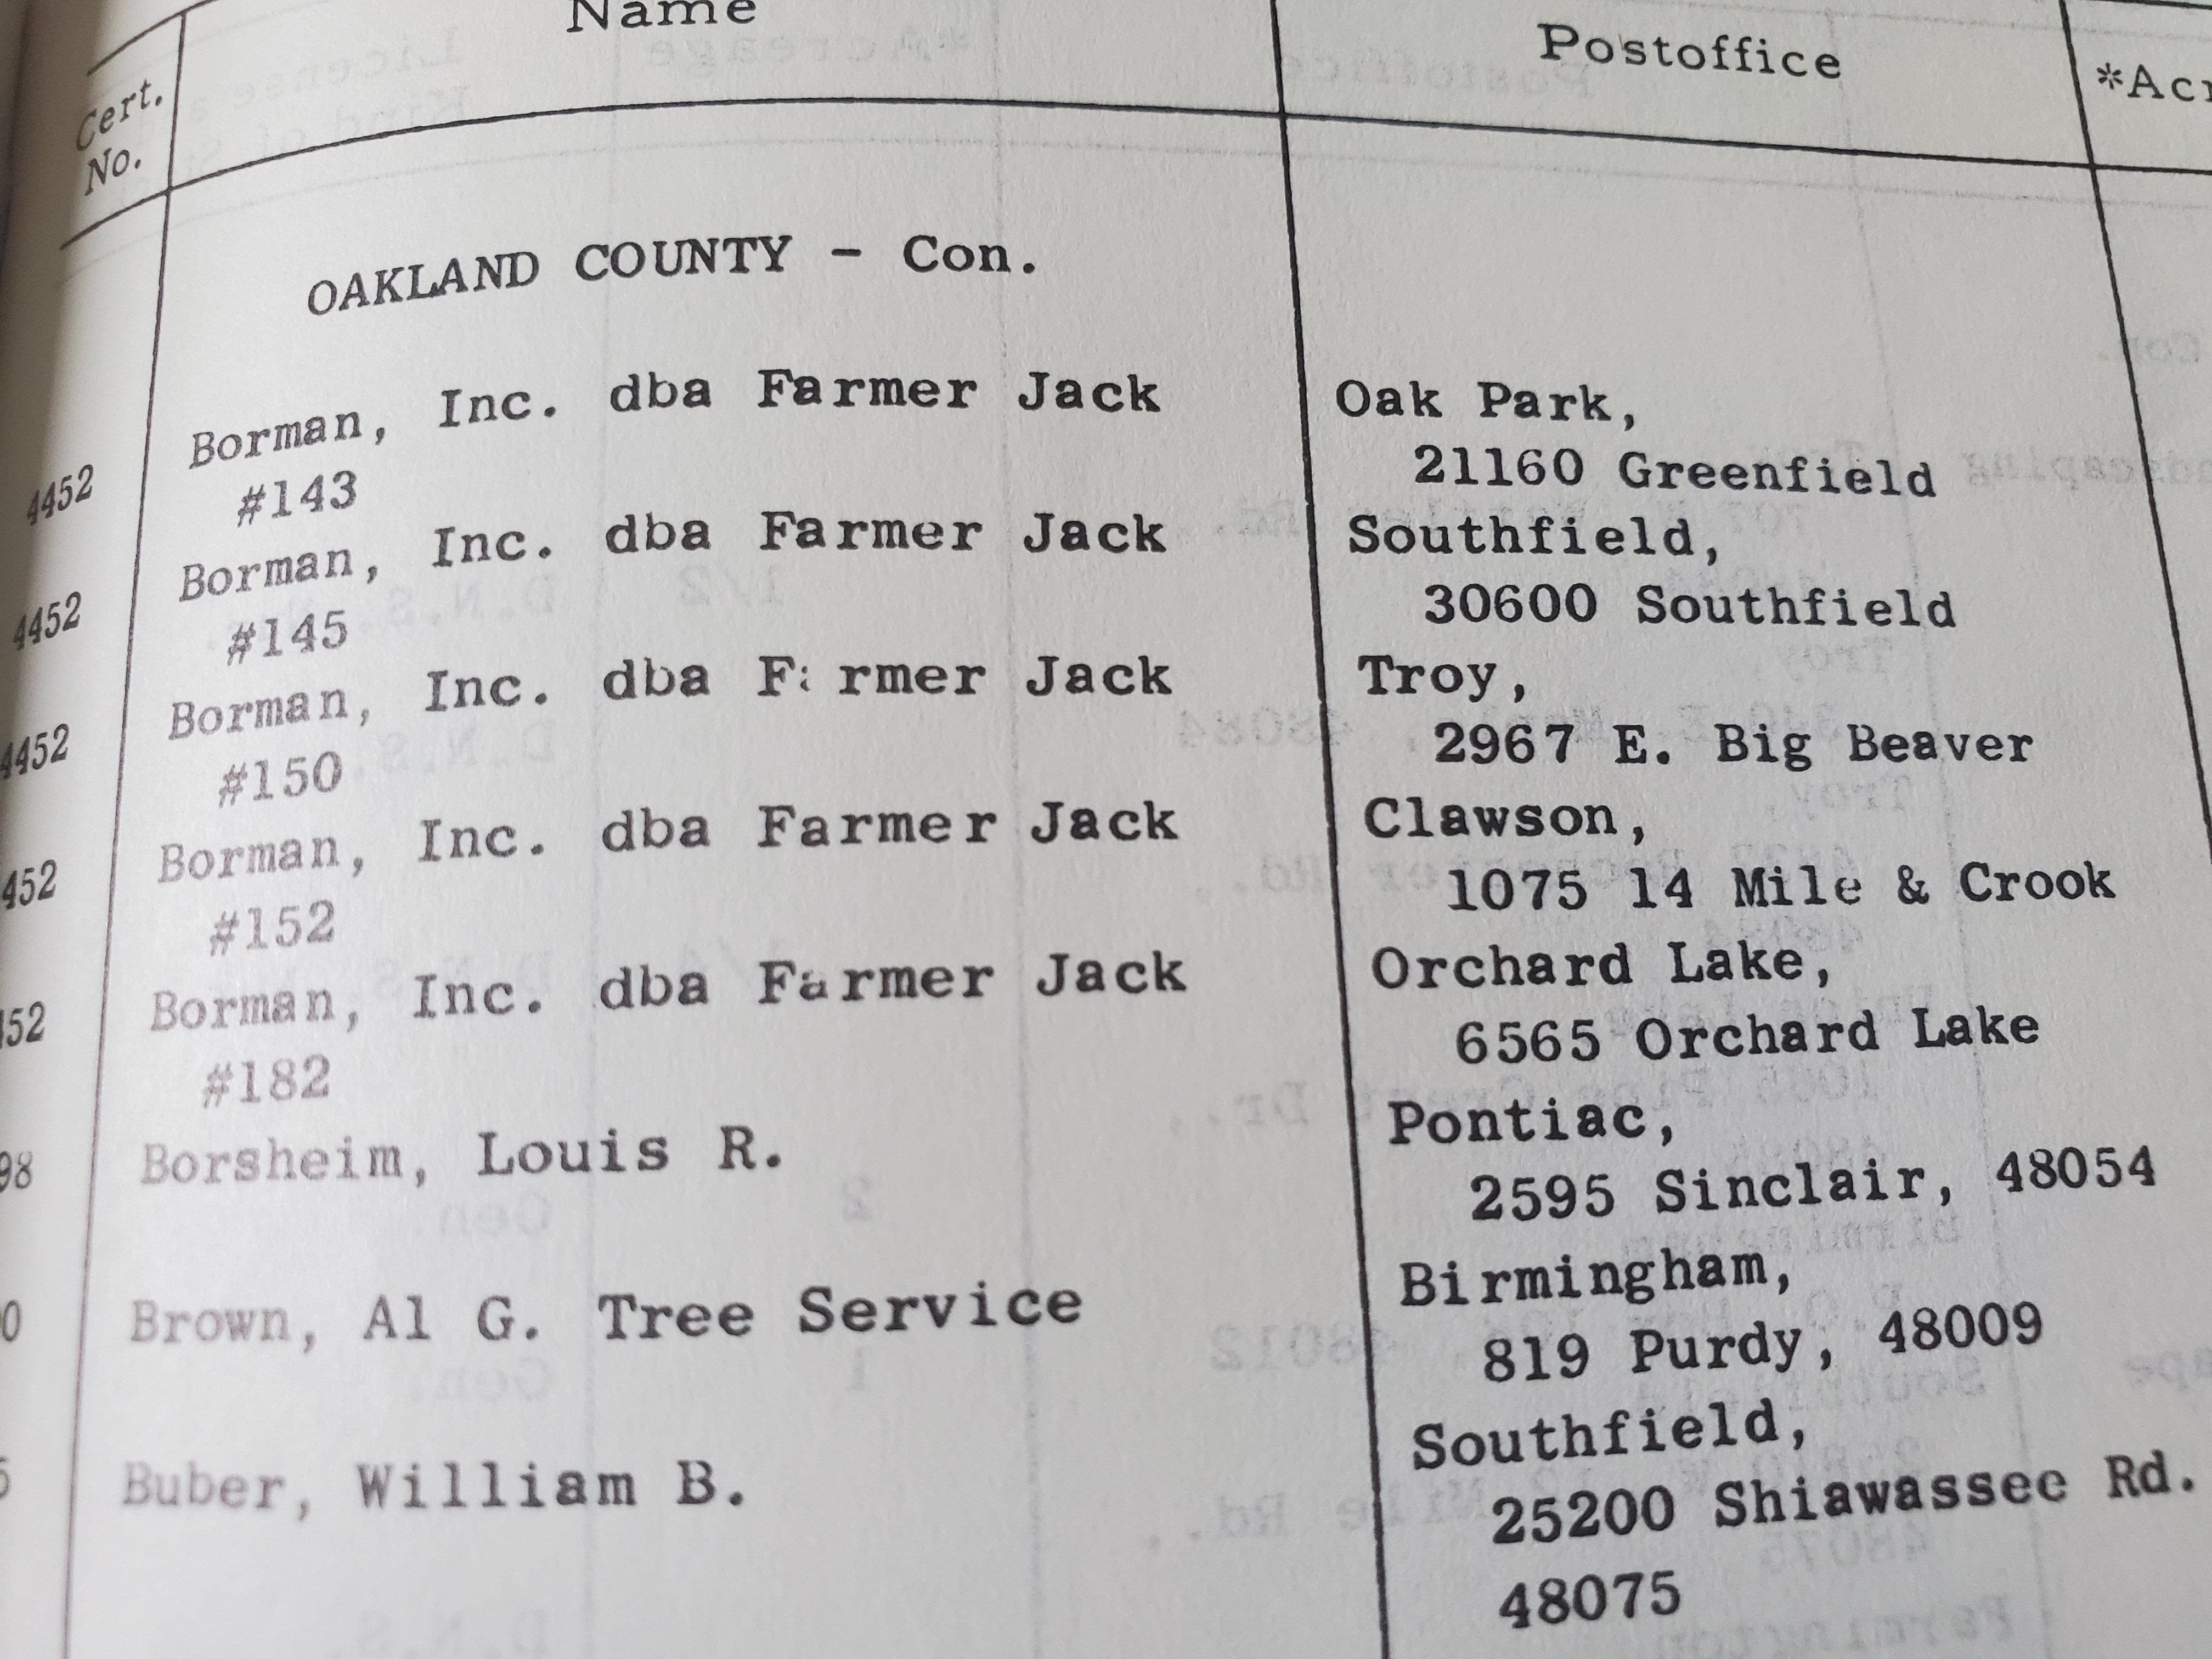 Name Postoffice
Cert.
No.
OAKLAND COUNTY - Con.
4452 Borman, Inc. dba Farmer Jack Oak Park,
#143 21160 Greenfield
4452 Borman, Inc. dba Farmer Jack Southfield,
#145 30600 Southfield
4452 Borman, Inc. dba F rmer Jack Troy,
#150 2967 E. Big Beaver
452 Borman, Inc. dba Farmer Jack Clawson,
#152 1075 14 Mile & Crook
52 Borman, Inc. dba Farmer Jack Orchard Lake,
#182 6565 Orchard Lake
98 Borsheim, Louis R. Pontiac,
2595 Sinclair, 48054
0 Brown, Al G. Tree Service Birmingham,
819 Purdy, 48009
Buber, William B. Southfield,
25200 Shiawassee Rd.
48075